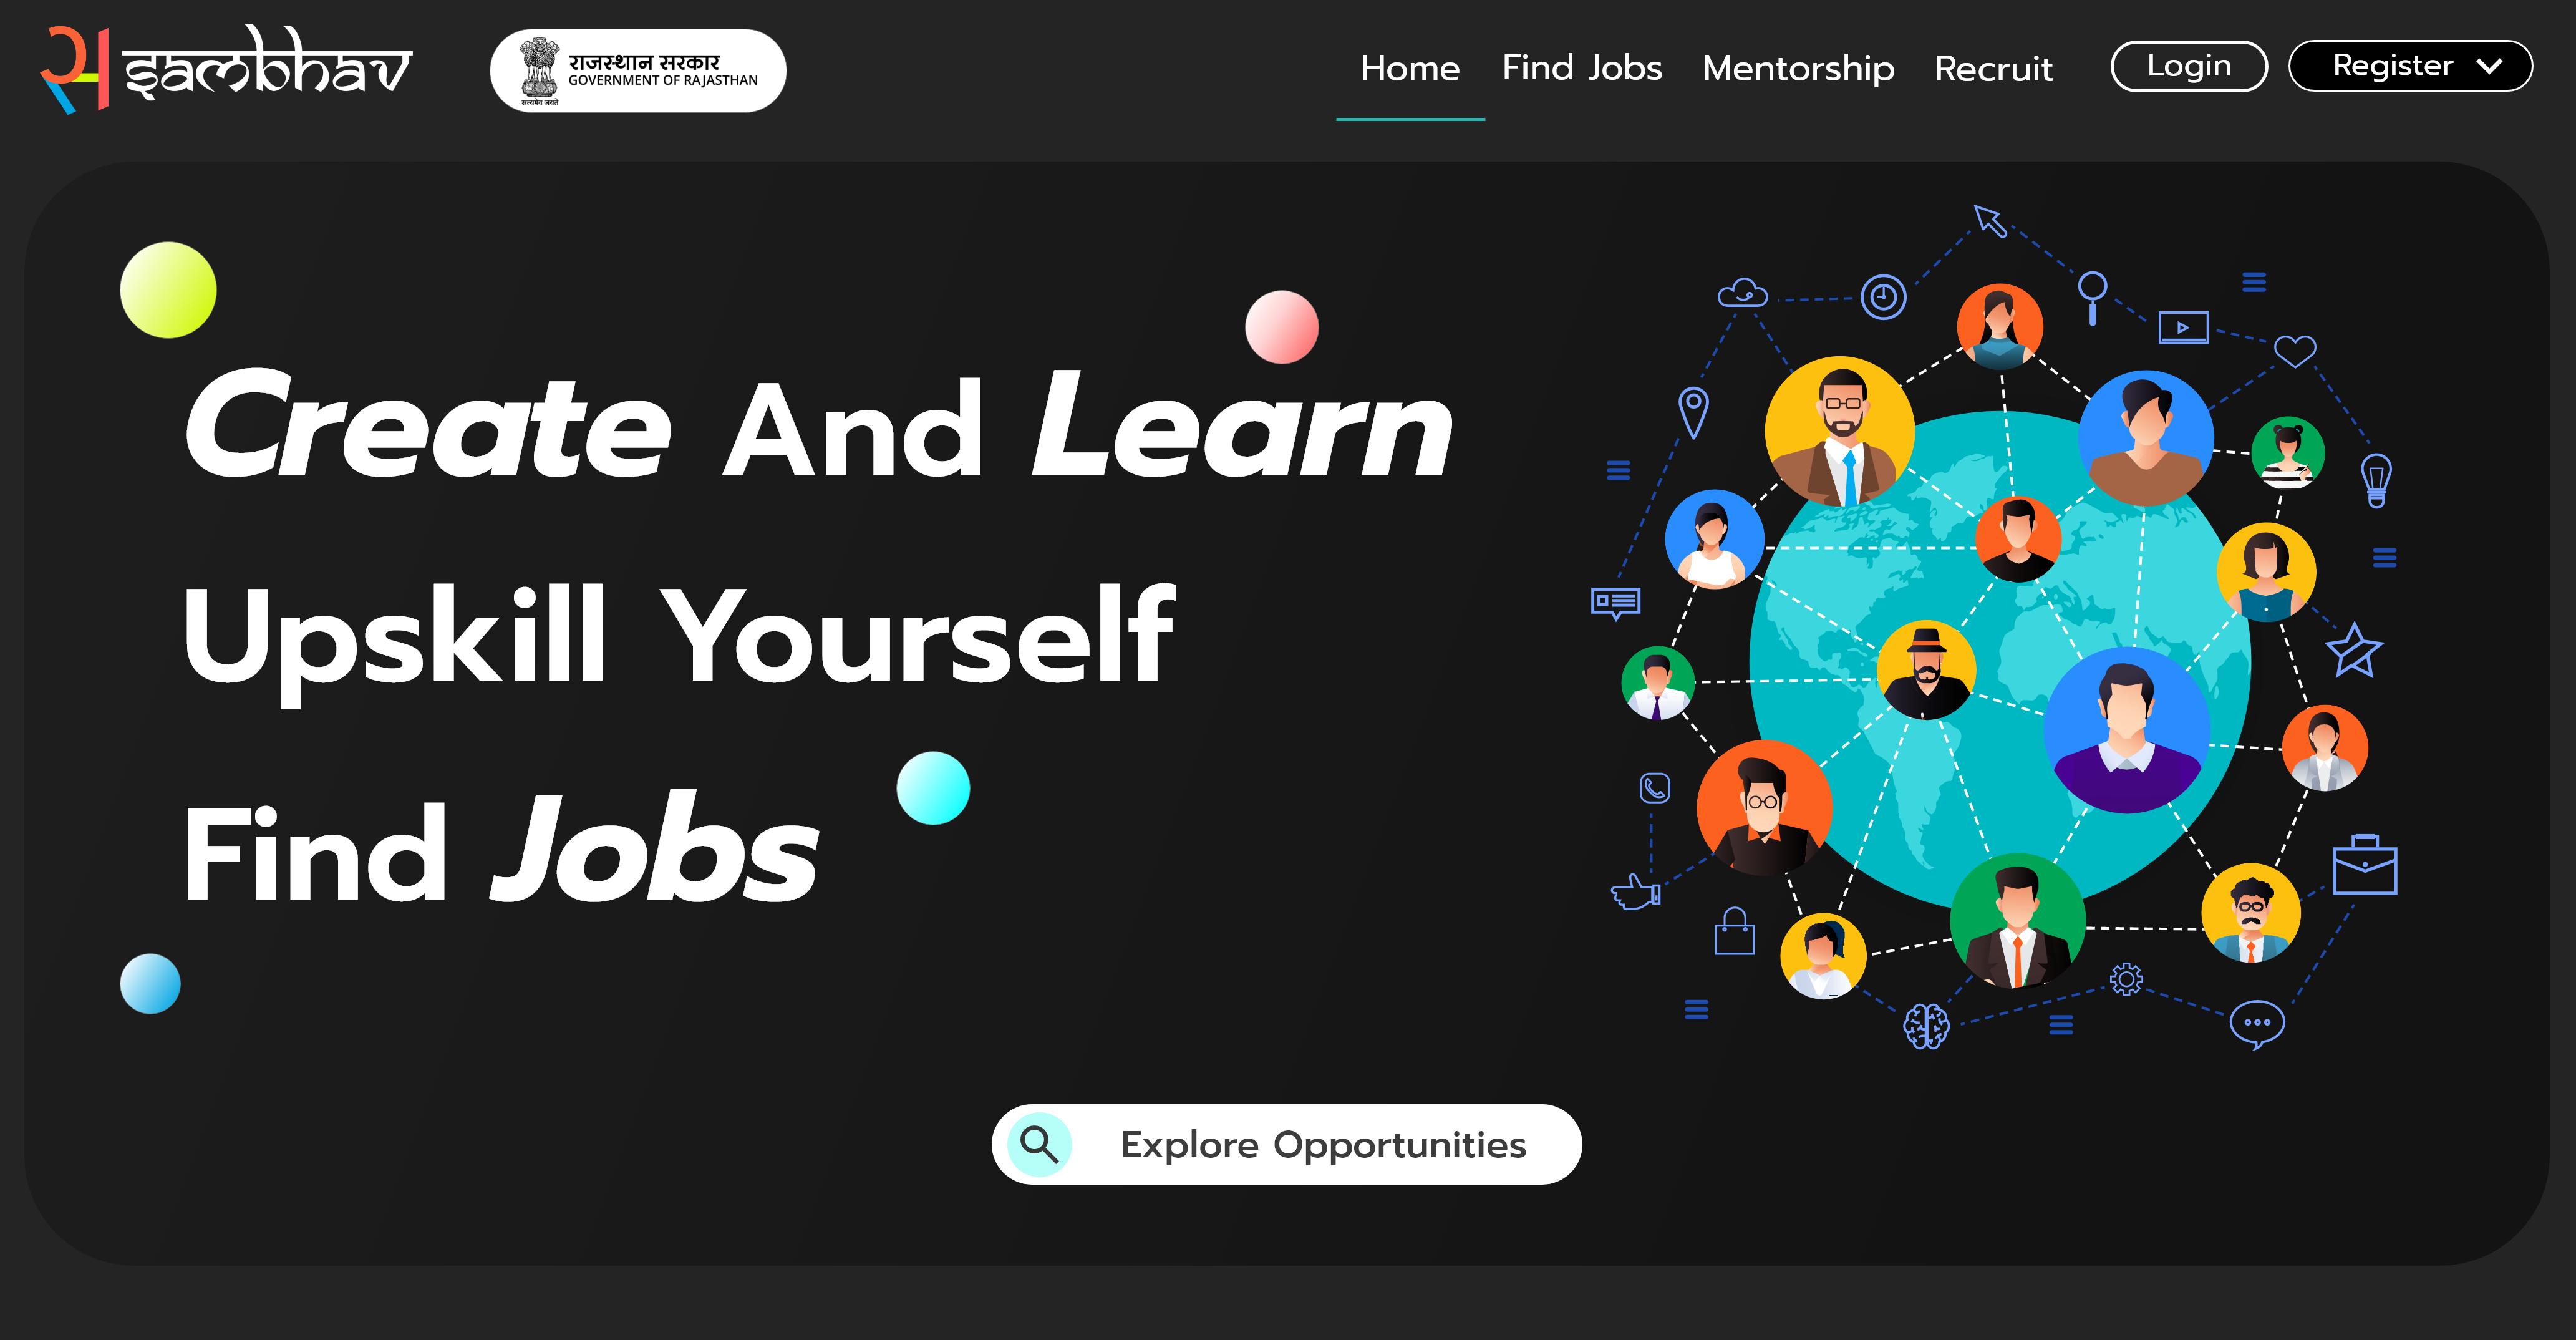 स sambhav
राजस्थान सरकार
GOVERNMENT OF RAJASTHAN
सत्यमेव जयते
Home
Find Jobs
Mentorship
Recruit
Login
Register
Create And Learn
Upskill Yourself
Find Jobs
Explore Opportunities